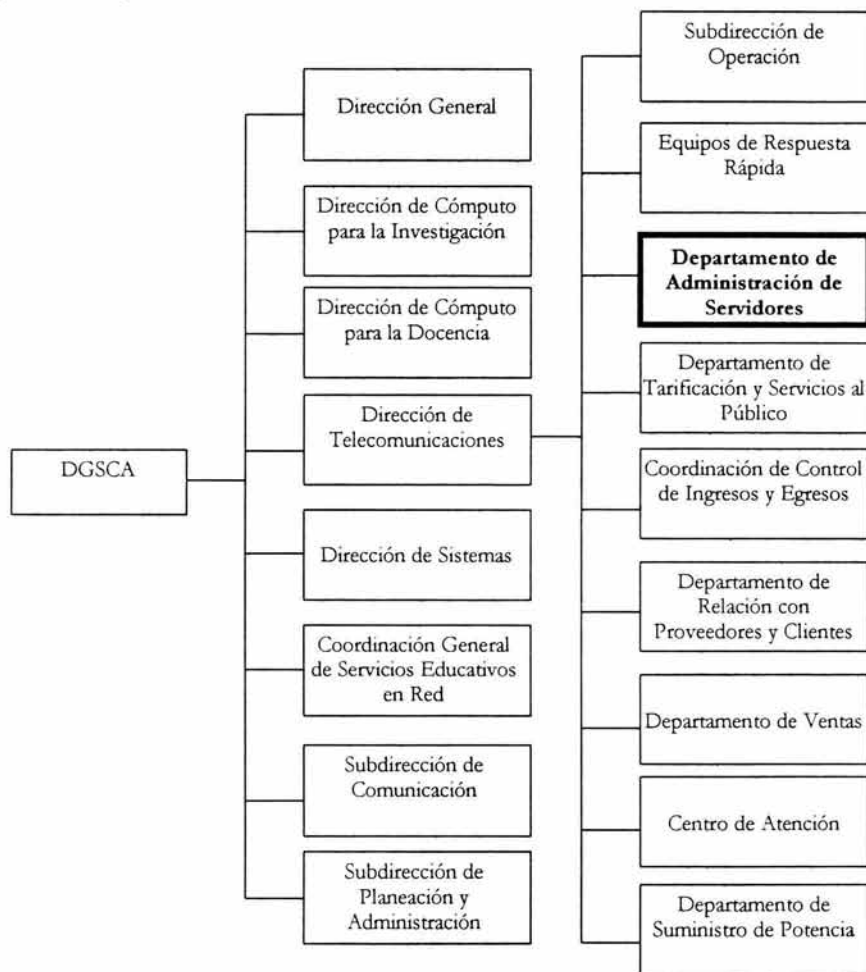 DGSCA
Dirección General
Dirección de Cómputo
para la Investigación
Dirección de Cómputo
para la Docencia
Dirección de
Telecomunicaciones
Dirección de Sistemas
Coordinación General
de Servicios Educativos
en Red
Subdirección de
Comunicación
Subdirección de
Planeación y
Administración
Subdirección de
Operación
Equipos de Respuesta
Rápida
Departamento de
Administración de
Servidores
Departamento de
Tarificación y Servicios al
Público
Coordinación de Control
de Ingresos y Egresos
Departamento de
Relación con
Proveedores y Clientes
Departamento de Ventas
Centro de Atención
Departamento de
Suministro de Potencia